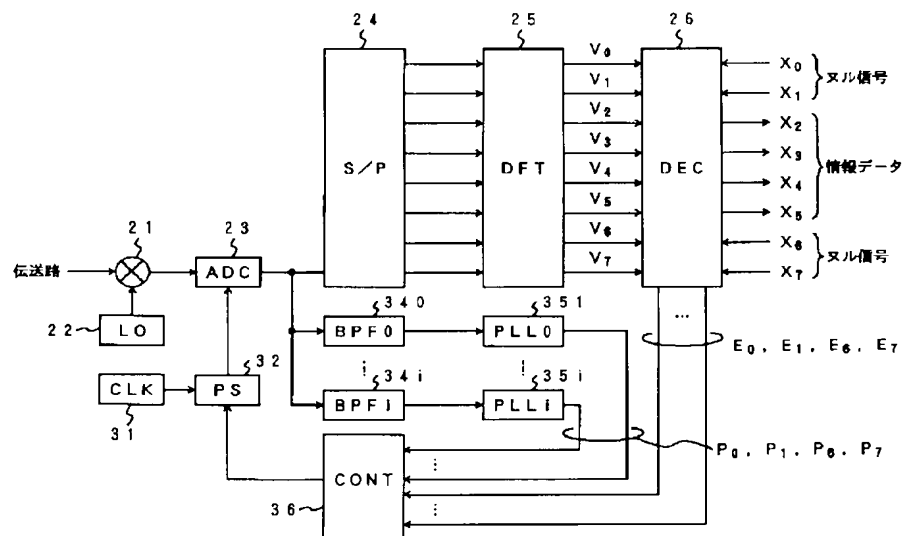 24 25 26
V₀ X₀ ヌル信号
V₁ X₁
V₂ X₂ 情報データ
V₃ X₃
S/P DFT V₄ DEC X₄
V₅ X₅
V₆ X₆ ヌル信号
V₇ X₇
21 23
伝送路 ADC
22 LO
340 351
BPF0 PLL0
… E₀, E₁, E₆, E₇
32
CLK PS
31
34i 35i
BPFi PLLi
P₀, P₁, P₆, P₇
CONT
36